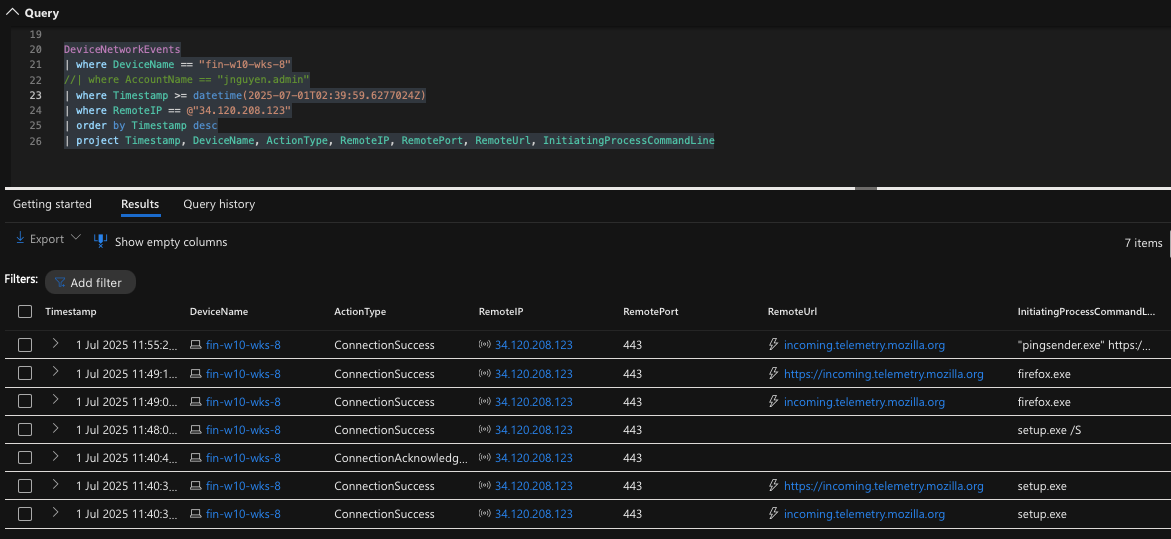 Query
19
20 DeviceNetworkEvents
21 | where DeviceName == "fin-w10-wks-8"
22 //| where AccountName == "jnguyen.admin"
23 | where Timestamp >= datetime(2025-07-01T02:39:59.6277024Z)
24 | where RemoteIP == @"34.120.208.123"
25 | order by Timestamp desc
26 | project Timestamp, DeviceName, ActionType, RemoteIP, RemotePort, RemoteUrl, InitiatingProcessCommandLine
Getting started Results Query history
Export Show empty columns 7 items
Filters: Add filter
Timestamp DeviceName ActionType RemoteIP RemotePort RemoteUrl InitiatingProcessCommandL...
1 Jul 2025 11:55:2... fin-w10-wks-8 ConnectionSuccess 34.120.208.123 443 incoming.telemetry.mozilla.org "pingsender.exe" https:/...
1 Jul 2025 11:49:1... fin-w10-wks-8 ConnectionSuccess 34.120.208.123 443 https://incoming.telemetry.mozilla.org firefox.exe
1 Jul 2025 11:49:0... fin-w10-wks-8 ConnectionSuccess 34.120.208.123 443 incoming.telemetry.mozilla.org firefox.exe
1 Jul 2025 11:48:0... fin-w10-wks-8 ConnectionSuccess 34.120.208.123 443 setup.exe /S
1 Jul 2025 11:40:4... fin-w10-wks-8 ConnectionAcknowledg... 34.120.208.123 443
1 Jul 2025 11:40:3... fin-w10-wks-8 ConnectionSuccess 34.120.208.123 443 https://incoming.telemetry.mozilla.org setup.exe
1 Jul 2025 11:40:3... fin-w10-wks-8 ConnectionSuccess 34.120.208.123 443 incoming.telemetry.mozilla.org setup.exe